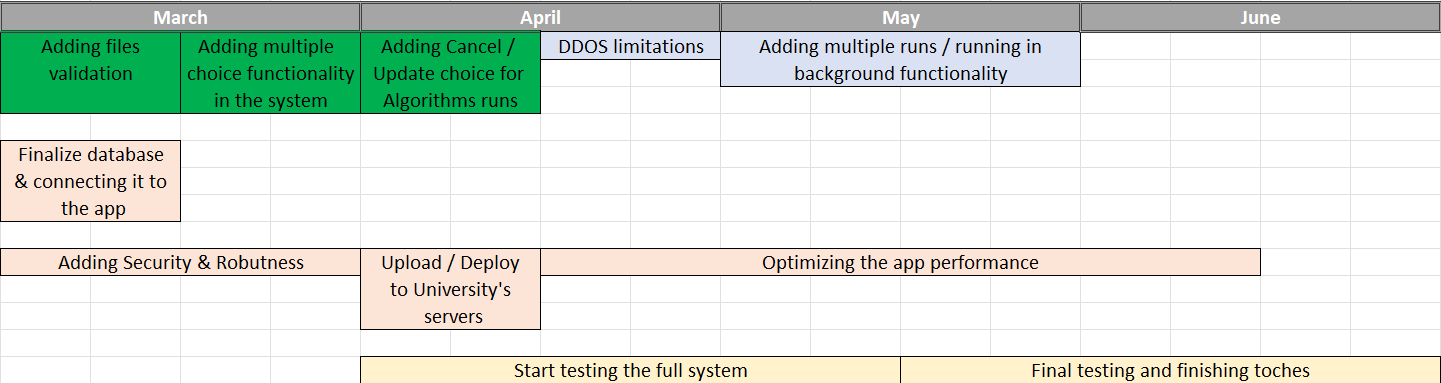 March
April
May
June
Adding files
validation
Adding multiple
choice functionality
in the system
Adding Cancel /
Update choice for
Algorithms runs
DDOS limitations
Adding multiple runs / running in
background functionality
Finalize database
& connecting it to
the app
Adding Security & Robutness
Upload / Deploy
to University's
servers
Optimizing the app performance
Start testing the full system
Final testing and finishing toches